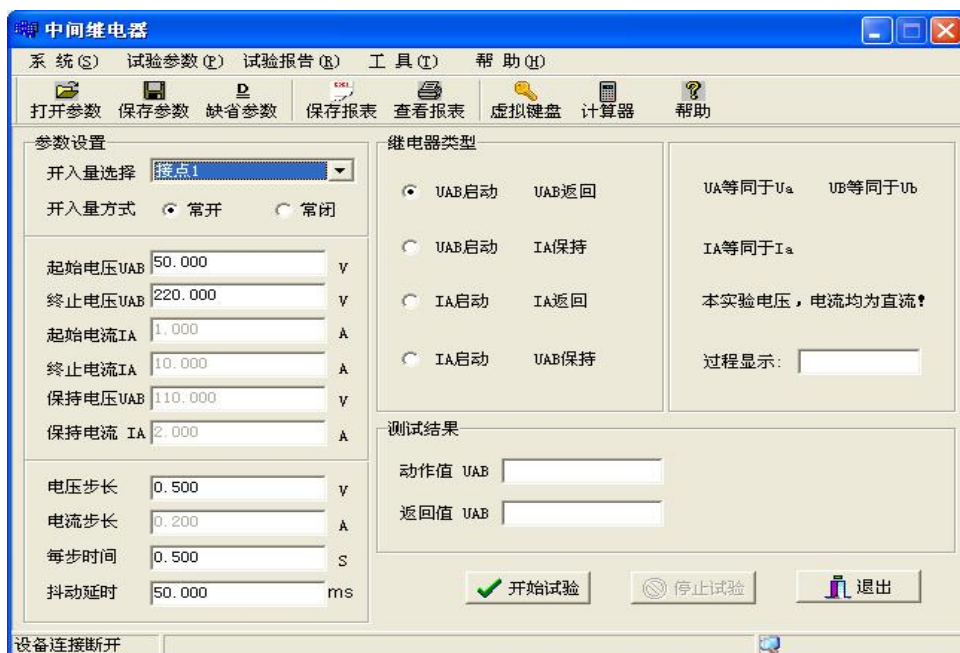 中间继电器
系 统(S) 试验参数(P) 试验报告(R) 工 具(T) 帮 助(H)
打开参数 保存参数 缺省参数 保存报表 查看报表 虚拟键盘 计算器 帮助
参数设置
开入量选择 接点1
开入量方式 常开 常闭
起始电压UAB 50.000 V
终止电压UAB 220.000 V
起始电流IA 1.000 A
终止电流IA 10.000 A
保持电压UAB 110.000 V
保持电流 IA 2.000 A
电压步长 0.500 V
电流步长 0.200 A
每步时间 0.500 S
抖动延时 50.000 ms
继电器类型
UAB启动 UAB返回
UAB启动 IA保持
IA启动 IA返回
IA启动 UAB保持
UA等同于Ua UB等同于Ub
IA等同于Ia
本实验电压，电流均为直流!
过程显示:
测试结果
动作值 UAB
返回值 UAB
开始试验 停止试验 退出
设备连接断开